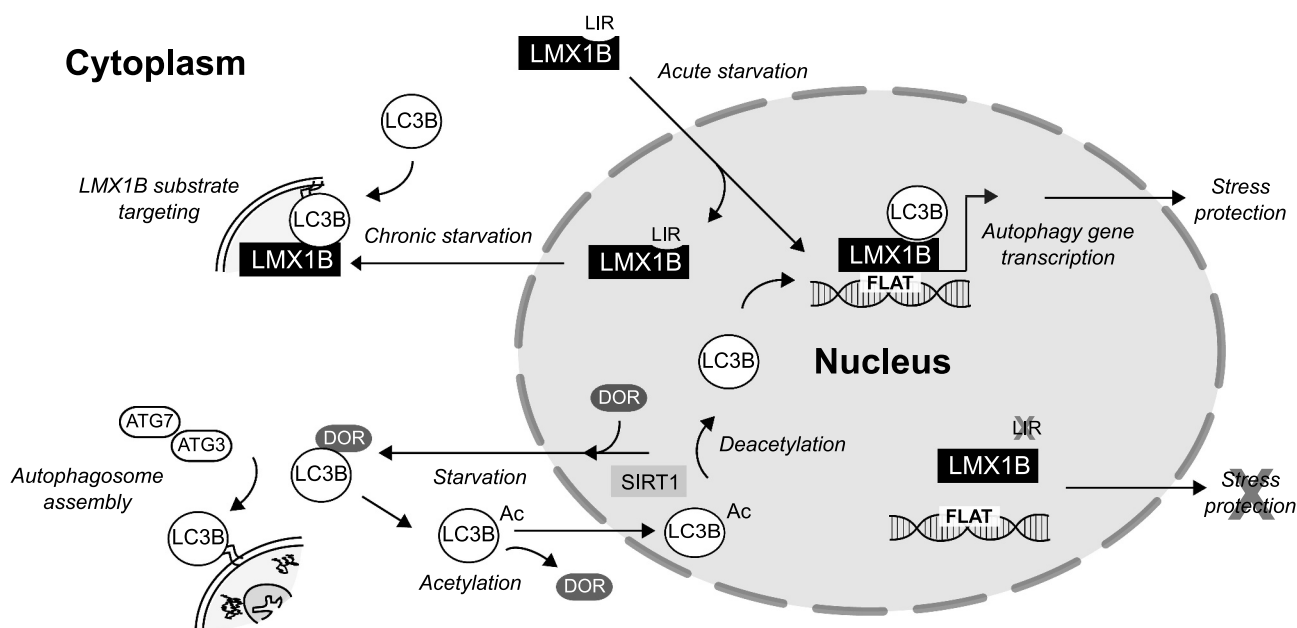 LIR
LMX1B
Cytoplasm
Acute starvation
LC3B
LMX1B substrate
targeting
LC3B
LMX1B
Chronic starvation
LIR
LMX1B
LC3B
LMX1B
FLAT
Autophagy gene
transcription
Stress
protection
LC3B
Nucleus
DOR
Deacetylation
SIRT1
LC3B
Ac
ATG7
ATG3
Autophagosome
assembly
DOR
LC3B
Starvation
LC3B
Ac
Acetylation
DOR
LC3B
LIR
X
LMX1B
FLAT
Stress
protection
X